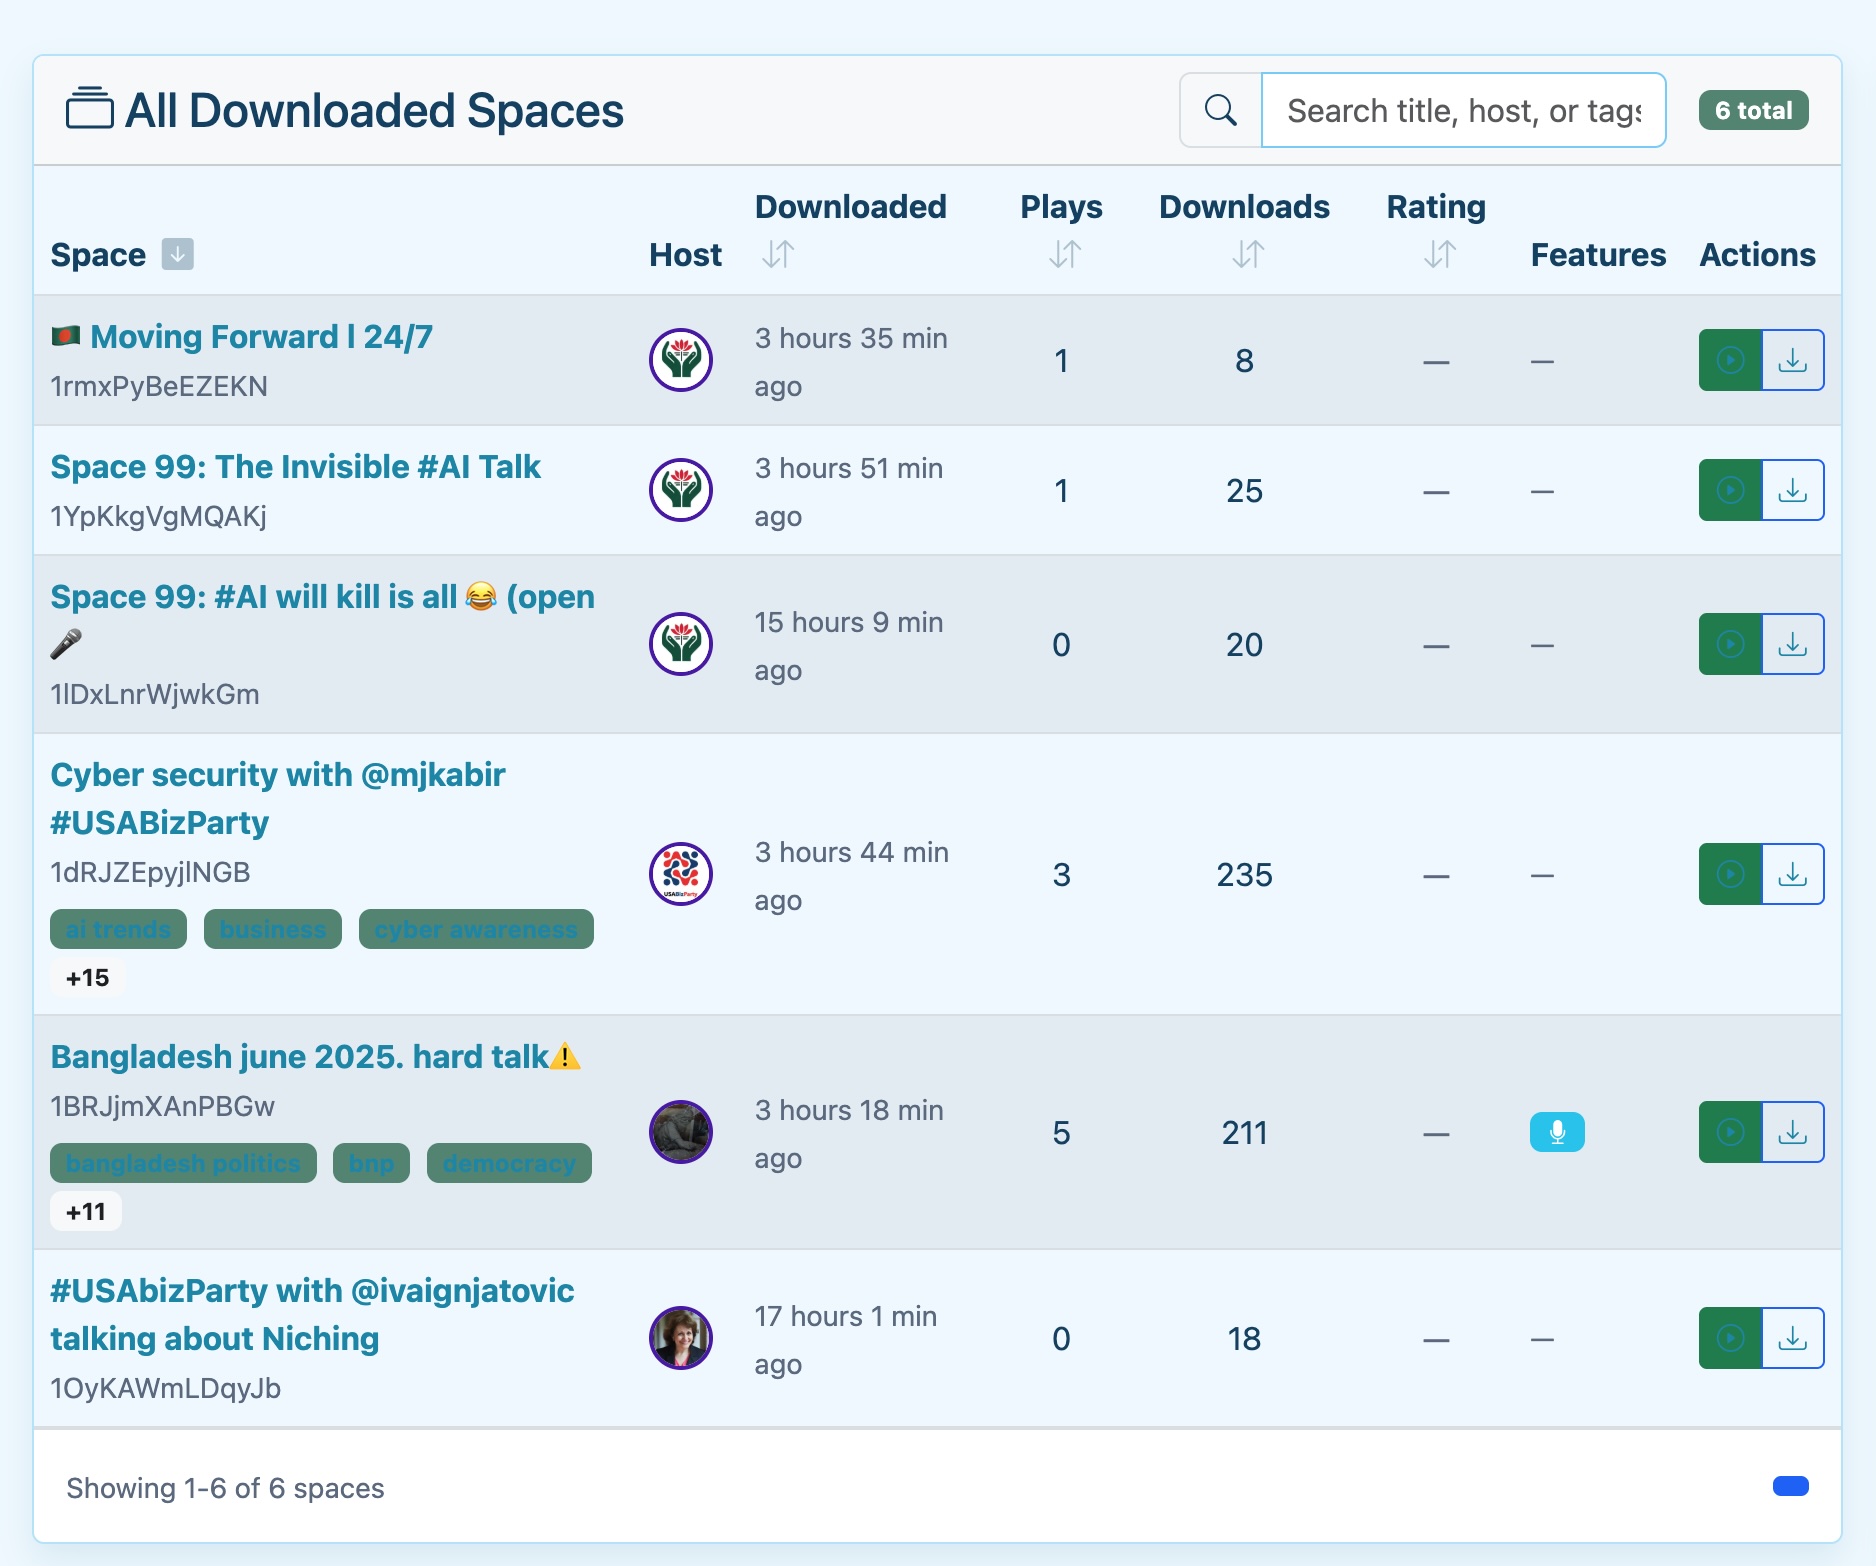 All Downloaded Spaces
Search title, host, or tags
6 total
Space
Host
Downloaded
Plays
Downloads
Rating
Features
Actions
🇧🇩 Moving Forward l 24/7
1rmxPyBeEZEKN
3 hours 35 min
ago
1
8
—
—
Space 99: The Invisible #AI Talk
1YpKkgVgMQAKj
3 hours 51 min
ago
1
25
—
—
Space 99: #AI will kill is all 😂 (open
🎤
1lDxLnrWjwkGm
15 hours 9 min
ago
0
20
—
—
Cyber security with @mjkabir
#USABizParty
1dRJZEpyjlNGB
ai trends business cyber awareness
+15
USABizParty
3 hours 44 min
ago
3
235
—
—
Bangladesh june 2025. hard talk⚠️
1BRJjmXAnPBGw
bangladesh politics bnp democracy
+11
3 hours 18 min
ago
5
211
—
#USAbizParty with @ivaignjatovic
talking about Niching
1OyKAWmLDqyJb
17 hours 1 min
ago
0
18
—
—
Showing 1-6 of 6 spaces